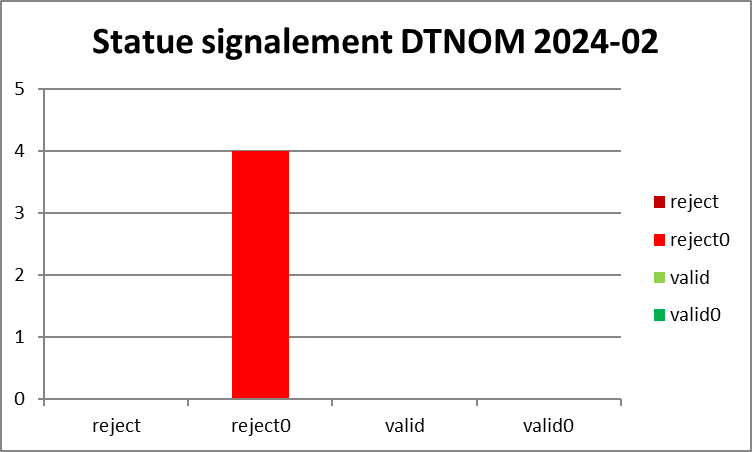 Statue signalement DTNOM 2024-02
5
4
3
2
1
0
reject
reject0
valid
valid0
reject
reject0
valid
valid0